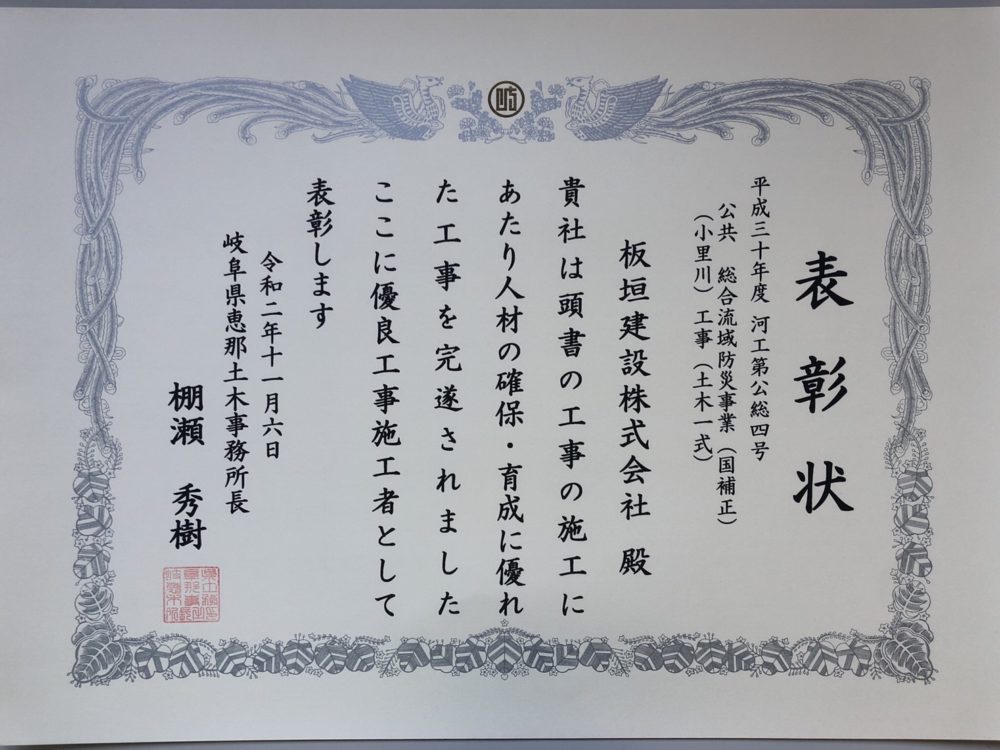 表彰状
平成三十年度 河工第公総四号
公共 総合流域防災事業(国補正)
(小里川)工事(土木一式)
板垣建設株式会社 殿
貴社は頭書の工事の施工に
あたり人材の確保・育成に優れ
た工事を完遂されました
ここに優良工事施工者として
表彰します
令和二年十一月六日
岐阜県恵那土木事務所長
棚瀬 秀樹